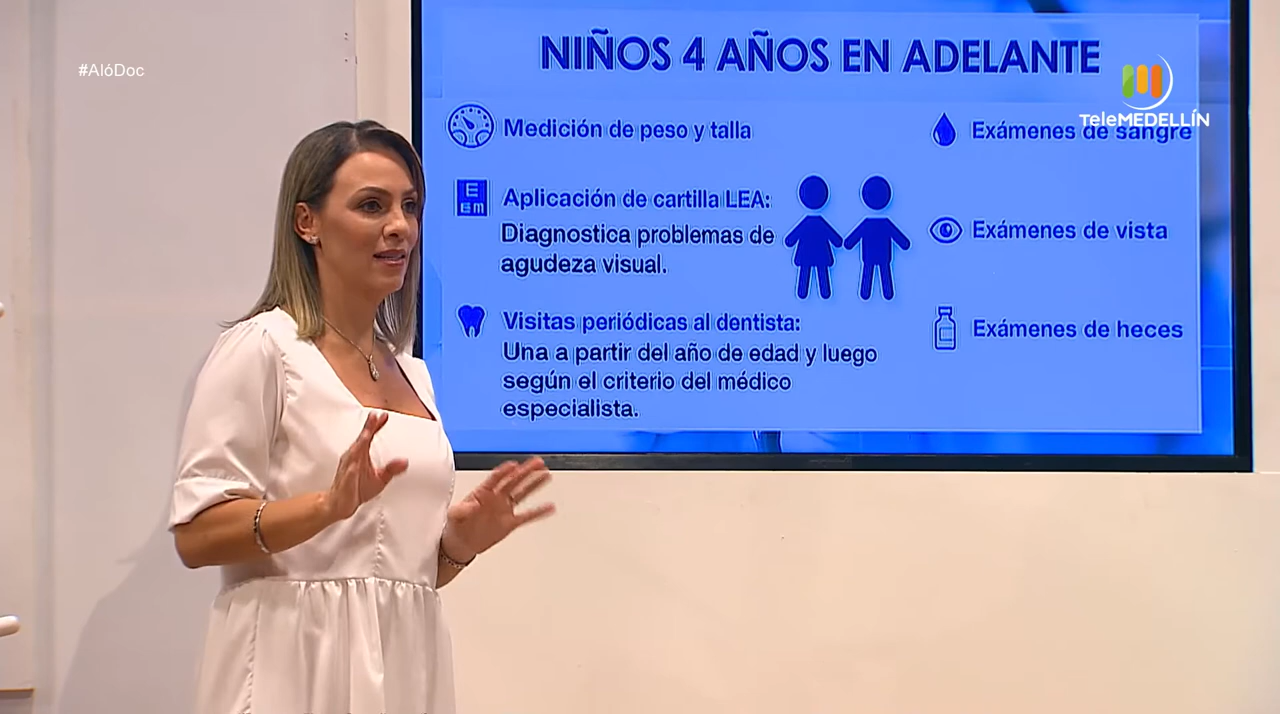 #AlóDoc
NIÑOS 4 AÑOS EN ADELANTE
TeleMEDELLÍN
Medición de peso y talla
Exámenes de sangre
E
Em
Aplicación de cartilla LEA:
Diagnostica problemas de
agudeza visual.
Exámenes de vista
Visitas periódicas al dentista:
Una a partir del año de edad y luego
según el criterio del médico
especialista.
Exámenes de heces